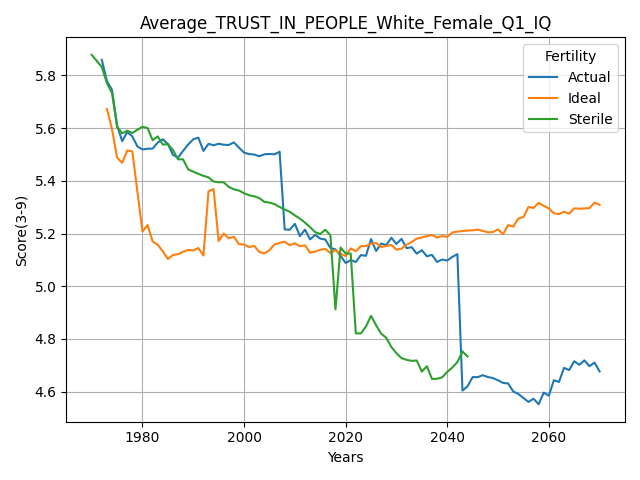 Average_TRUST_IN_PEOPLE_White_Female_Q1_IQ
Fertility
Actual
Ideal
Sterile
Score(3-9)
5.8
5.6
5.4
5.2
5.0
4.8
4.6
1980
2000
2020
2040
2060
Years